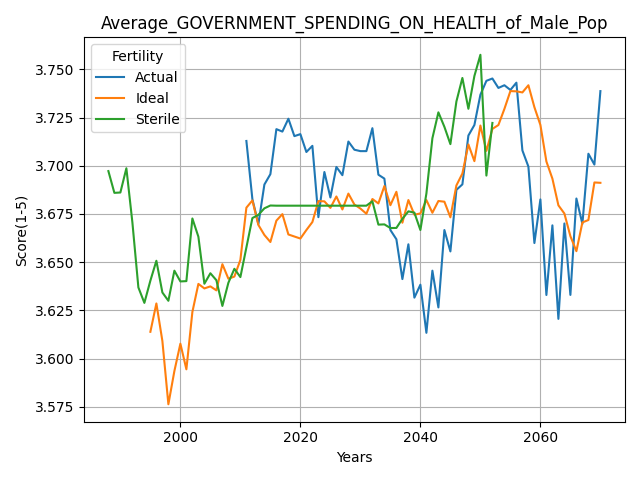 Average_GOVERNMENT_SPENDING_ON_HEALTH_of_Male_Pop
Fertility
Actual
Ideal
Sterile
3.750
3.725
3.700
3.675
3.650
3.625
3.600
3.575
Score(1-5)
2000
2020
2040
2060
Years